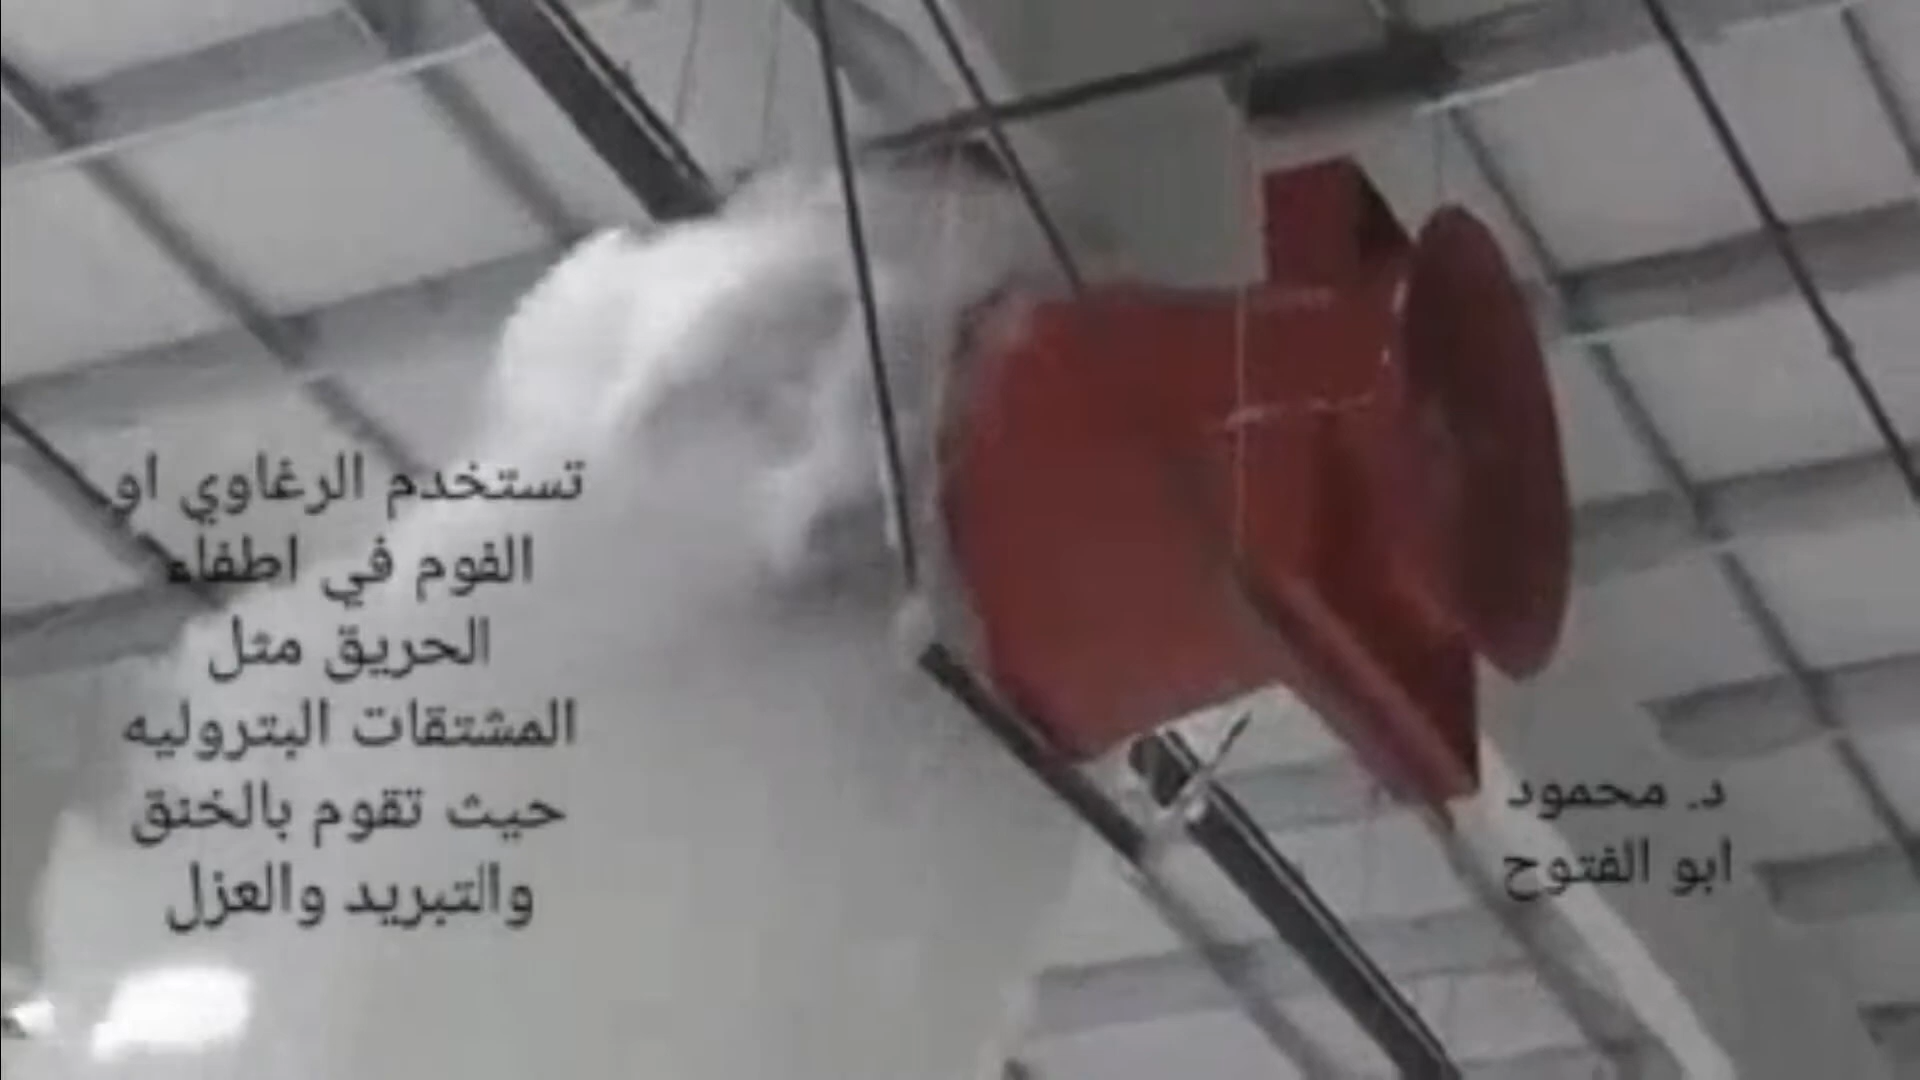 تستخدم الرغاوي او
الفوم في اطفاء
الحريق مثل
المشتقات البتروليه
حيث تقوم بالخنق
والتبريد والعزل
د. محمود
ابو الفتوح